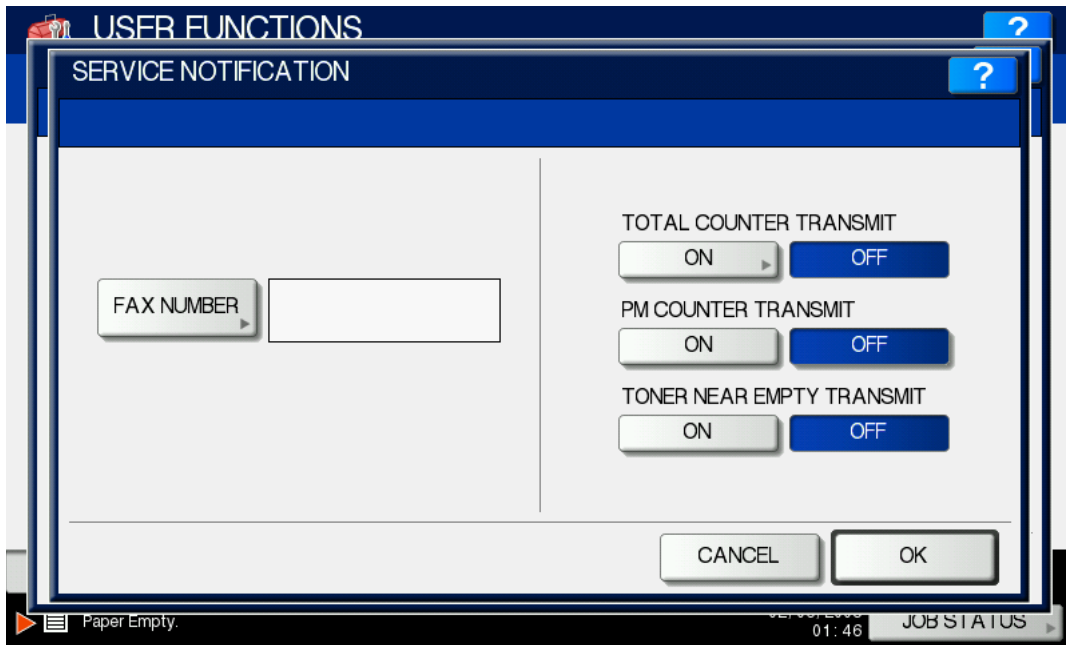 USER FUNCTIONS
?
SERVICE NOTIFICATION
?
TOTAL COUNTER TRANSMIT
ON
OFF
FAX NUMBER
PM COUNTER TRANSMIT
ON
OFF
TONER NEAR EMPTY TRANSMIT
ON
OFF
CANCEL
OK
Paper Empty.
01:46
JOB STATUS